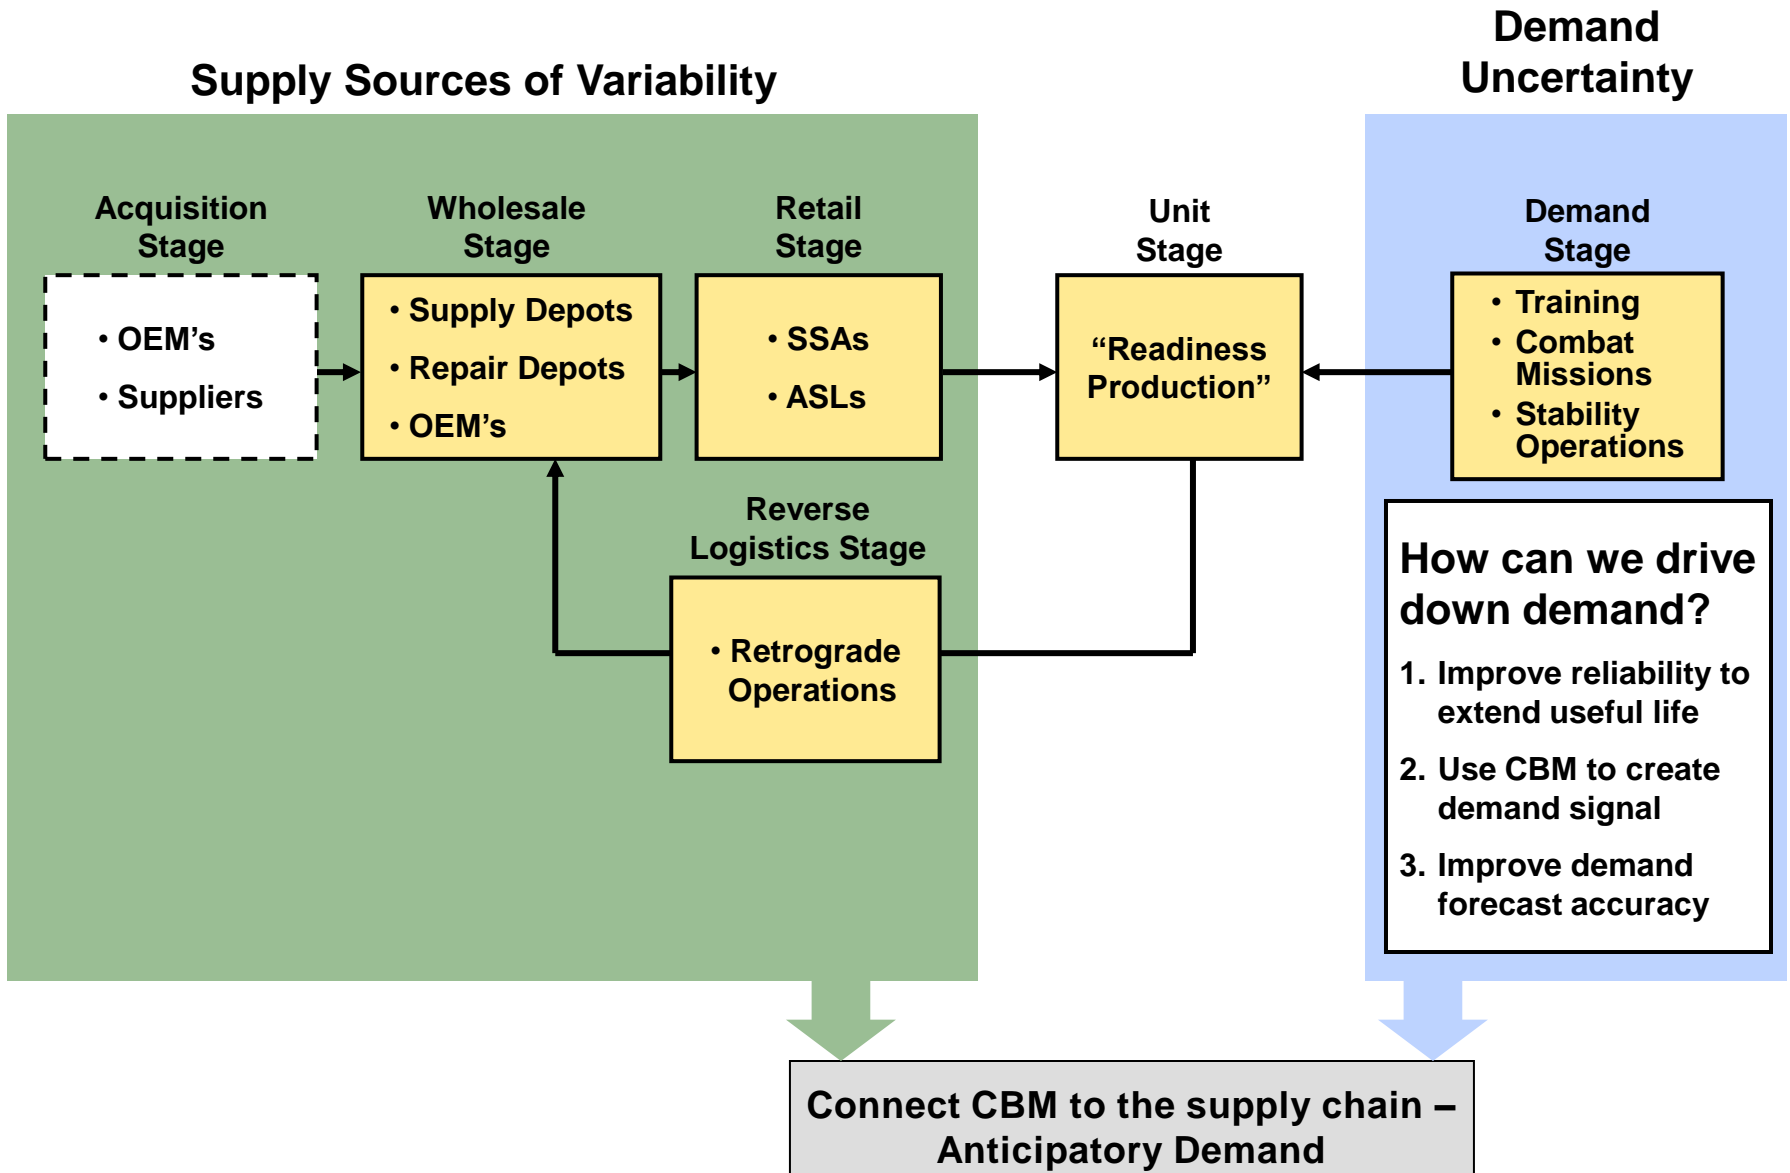 Supply Sources of Variability
Demand
Uncertainty
Acquisition
Stage
• OEM's
• Suppliers
Wholesale
Stage
• Supply Depots
• Repair Depots
• OEM's
Retail
Stage
• SSAs
• ASLs
Unit
Stage
“Readiness
Production”
Demand
Stage
• Training
• Combat
Missions
• Stability
Operations
Reverse
Logistics Stage
• Retrograde
Operations
How can we drive
down demand?
1. Improve reliability to
extend useful life
2. Use CBM to create
demand signal
3. Improve demand
forecast accuracy
Connect CBM to the supply chain –
Anticipatory Demand